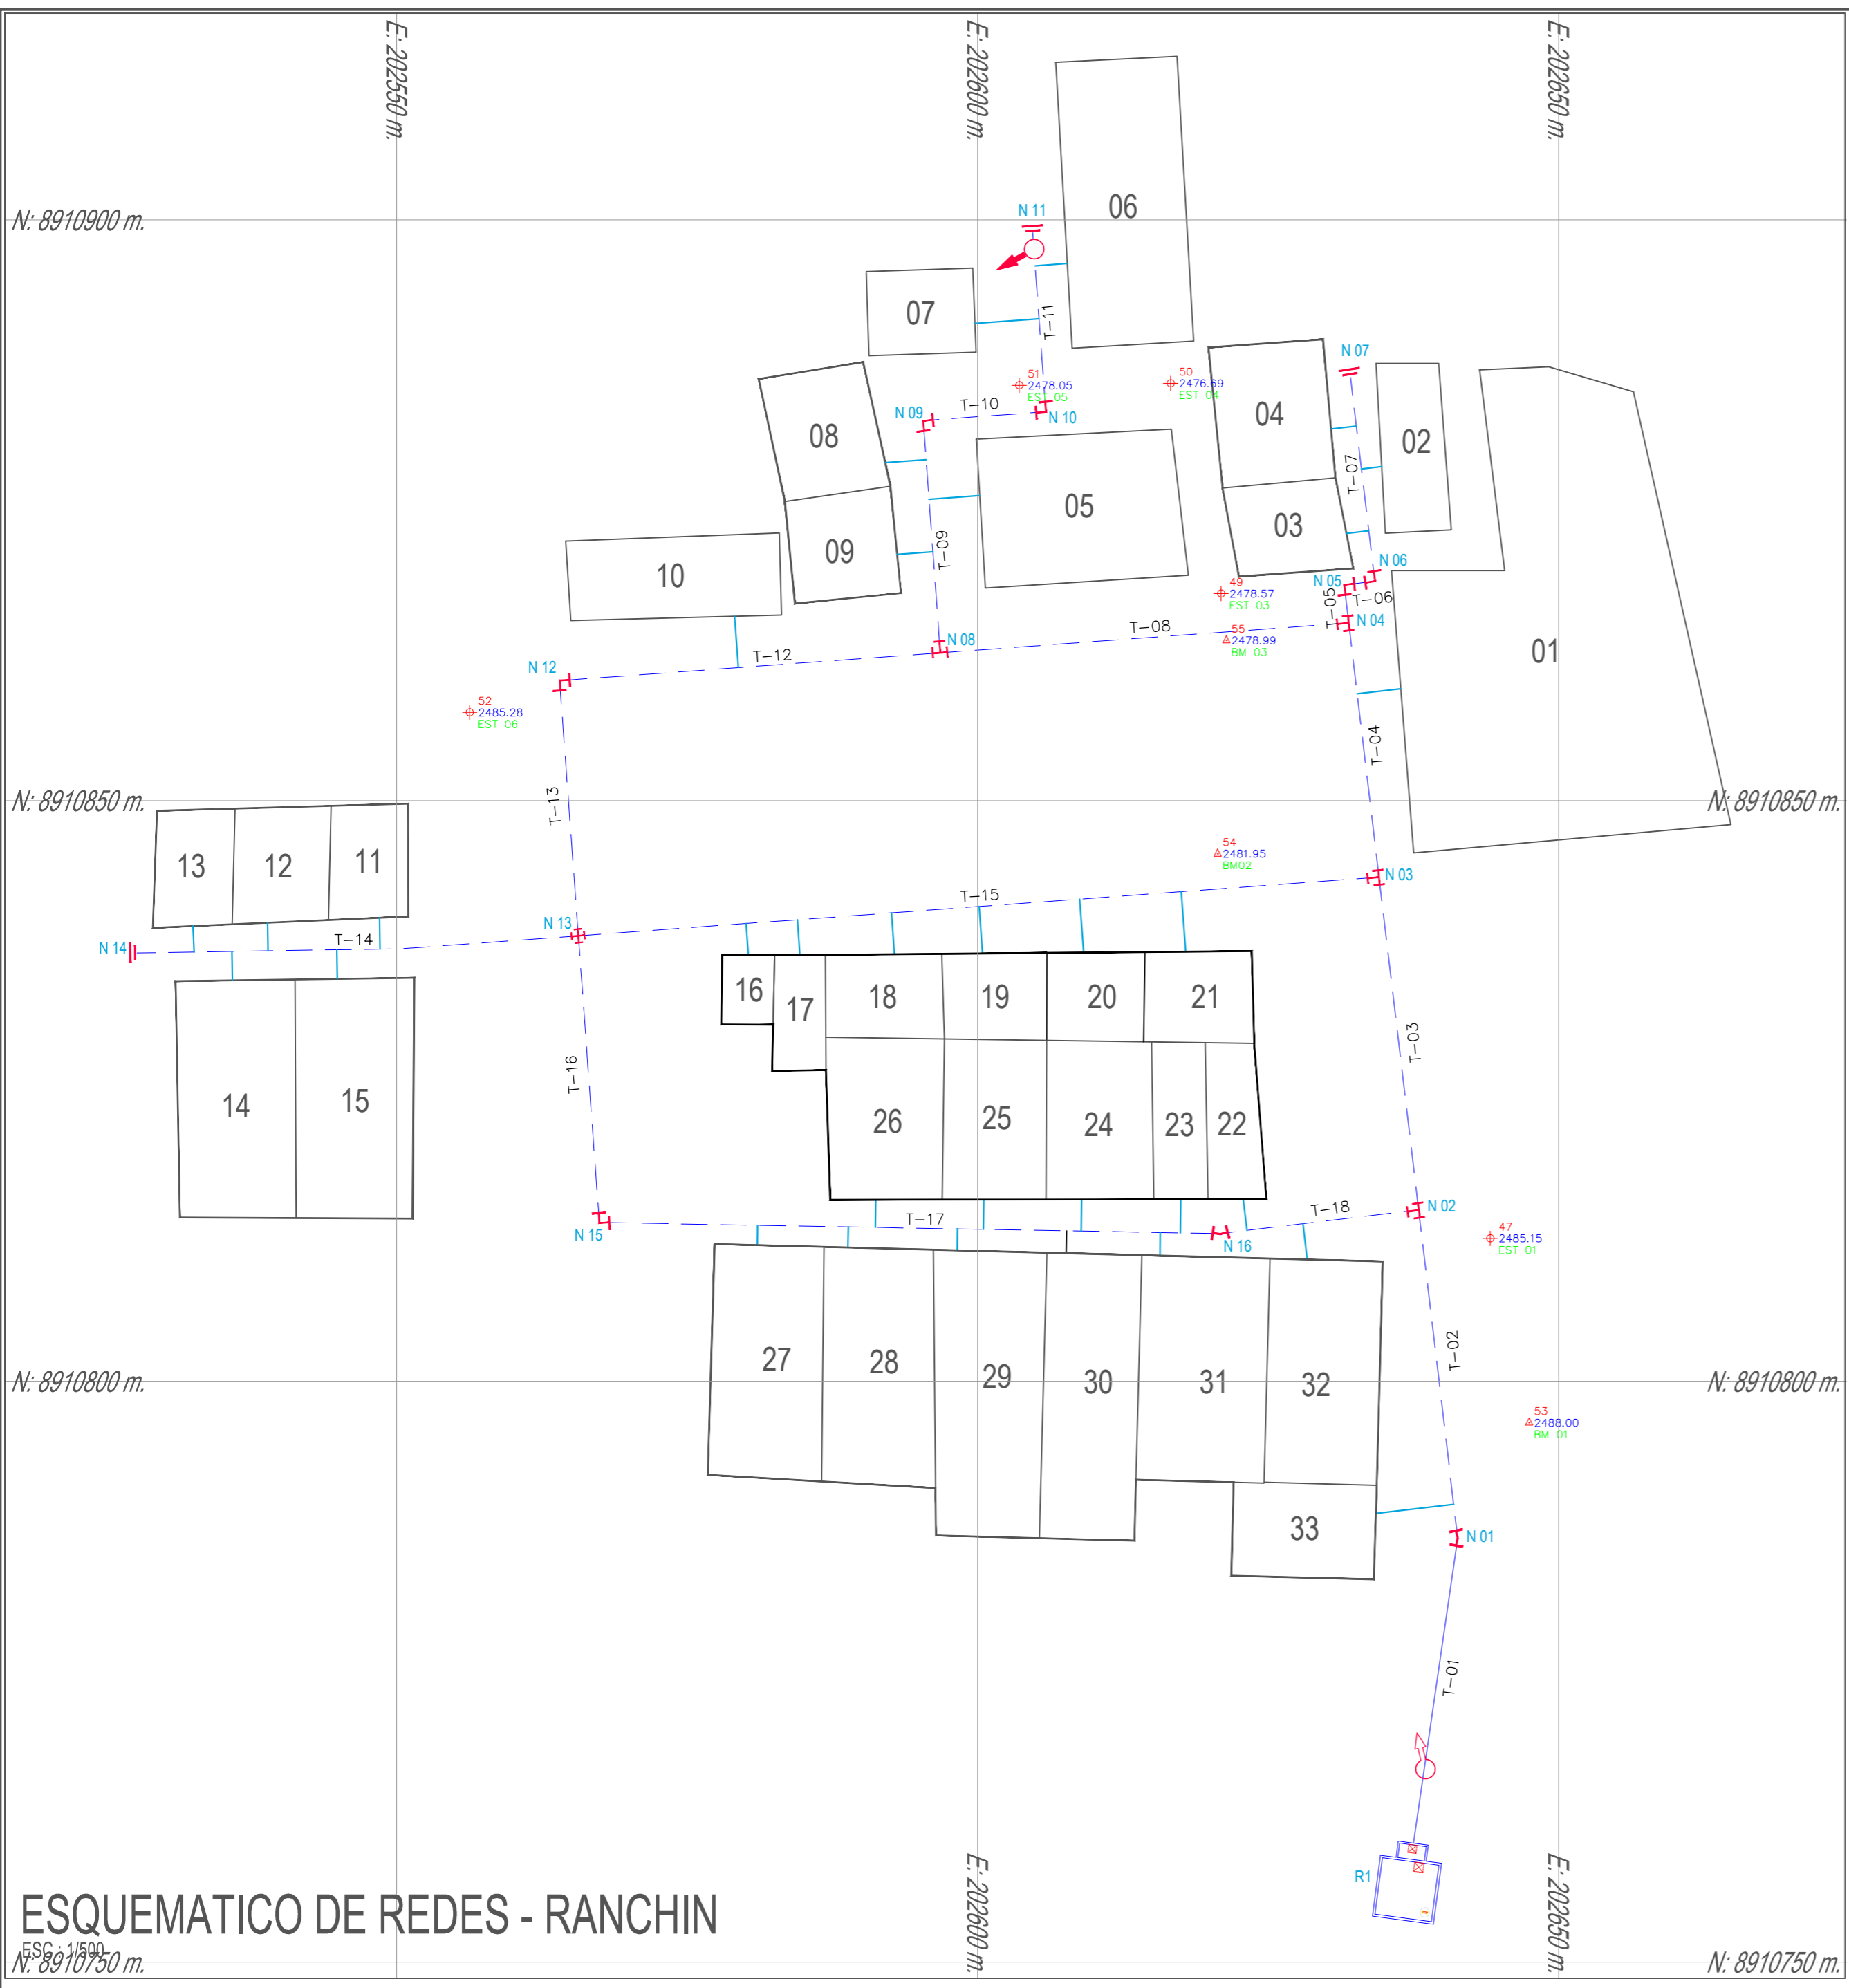 E: 202550 m.
E: 202600 m.
E: 202650 m.
N: 8910900 m.
N 11
06
07
T-11
N 07
51
2478.05
EST 05
50
2476.69
EST 04
T-10
N 09
N 10
04
02
08
T-07
05
03
09
T-09
10
N 06
N 05
49
2478.57
EST 03
T-06
T-05
N 04
55
2478.99
BM 03
T-08
N 08
01
T-12
N 12
52
2485.28
EST 06
T-04
T-13
N: 8910850 m.
N: 8910850 m.
54
2481.95
BM02
13
12
11
N 03
T-15
N 13
T-14
N 14
16
17
18
19
20
21
T-03
T-16
14
15
26
25
24
23
22
N 02
T-18
T-17
N 15
N 16
47
2485.15
EST 01
T-02
27
28
29
30
31
32
N: 8910800 m.
N: 8910800 m.
53
2488.00
BM 01
33
N 01
T-01
R1
E: 202600 m.
E: 202650 m.
ESQUEMATICO DE REDES - RANCHIN
ESC : 1/500
N: 8910750 m.
N: 8910750 m.